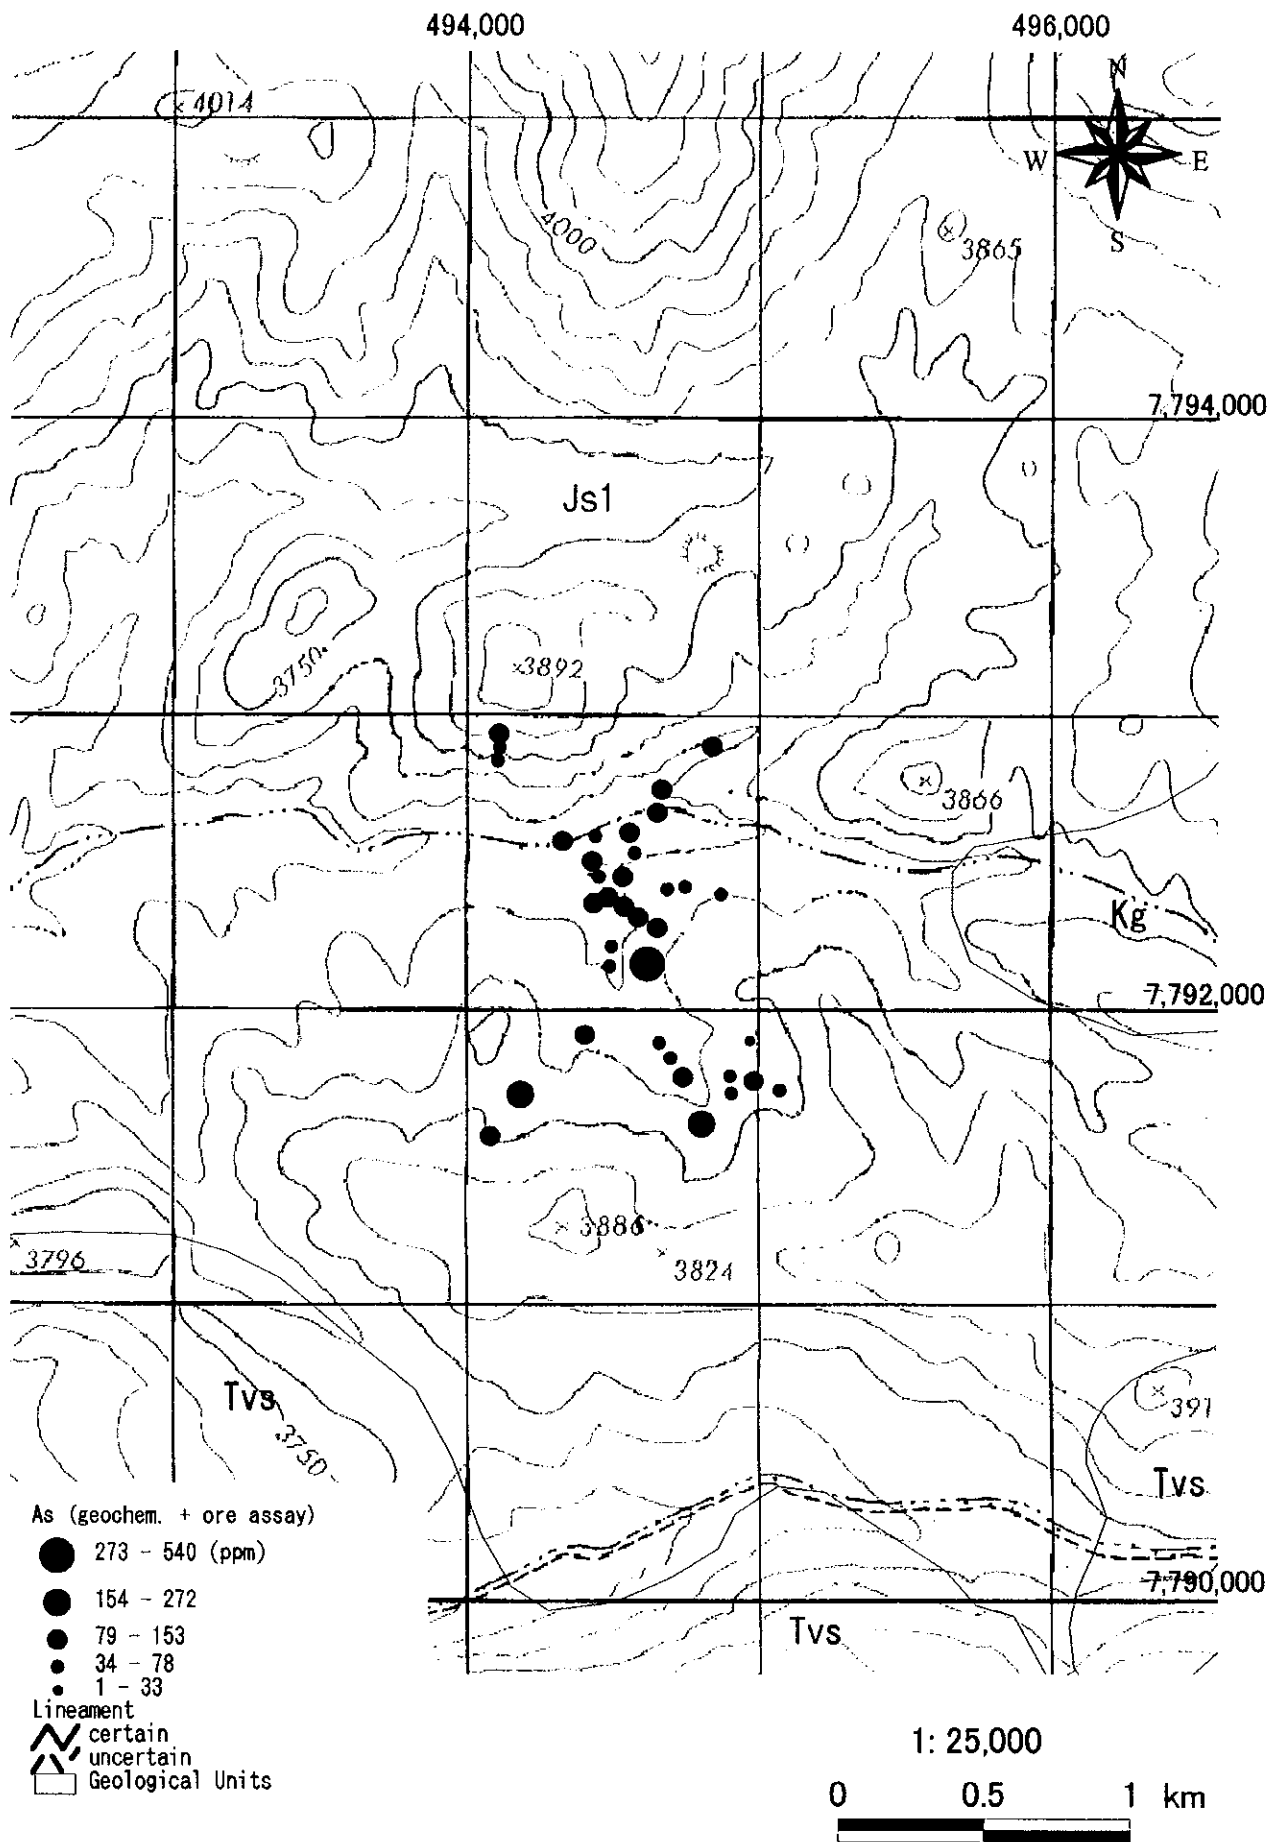 494,000 496,000
N
4014
W E
4000
S
3865
7,794,000
Js1
3892
3750
3866
Kg
7,792,000
3886
3796
3824
Tvs
391
3750
Tvs
As (geochem. + ore assay)
273 - 540 (ppm)
7,790,000
154 - 272
Tvs
79 - 153
34 - 78
1 - 33
Lineament
certain
uncertain
Geological Units
1: 25,000
0 0.5 1 km